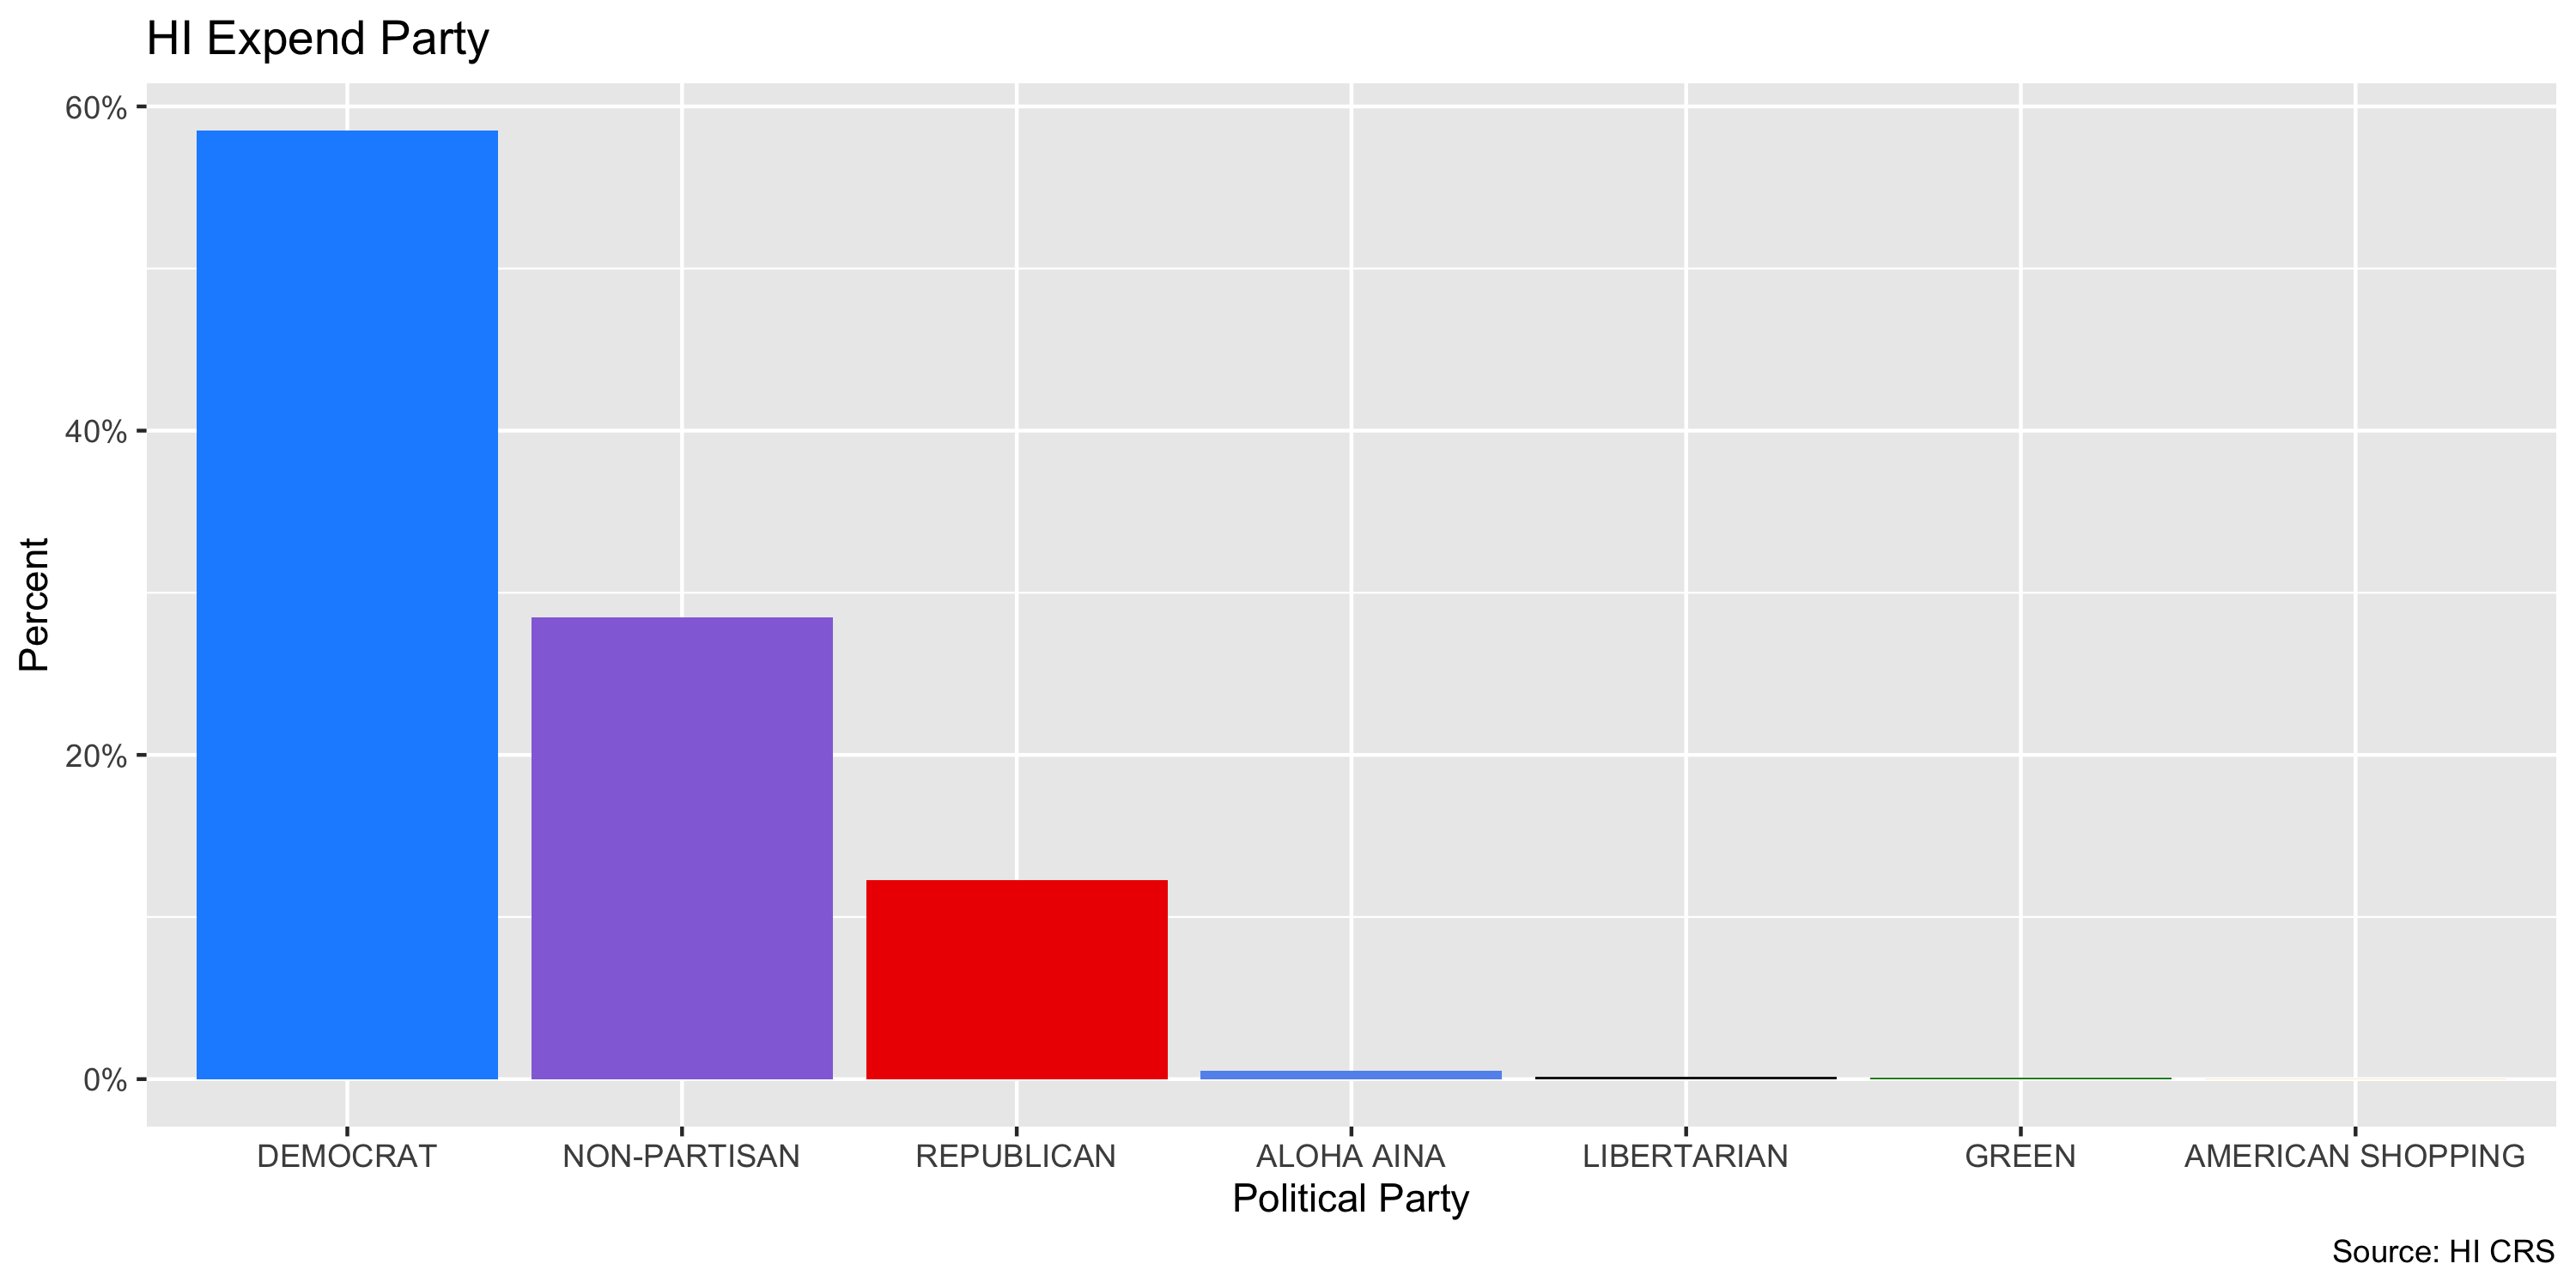 HI Expend Party
60%
40%
20%
0%
Percent
DEMOCRAT
NON-PARTISAN
REPUBLICAN
ALOHA AINA
LIBERTARIAN
GREEN
AMERICAN SHOPPING
Political Party
Source: HI CRS